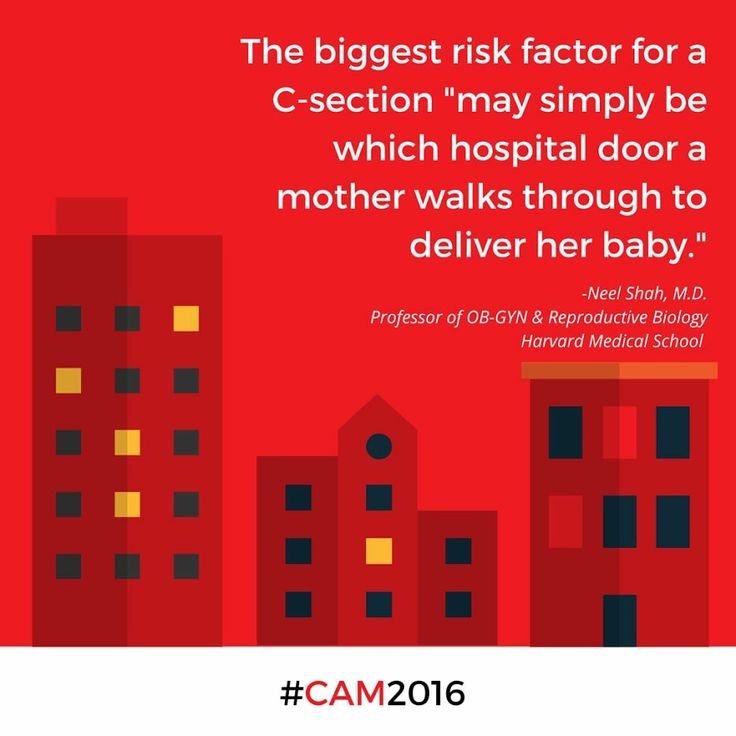 The biggest risk factor for a
C-section "may simply be
which hospital door a
mother walks through to
deliver her baby."
-Neel Shah, M.D.
Professor of OB-GYN & Reproductive Biology
Harvard Medical School
#CAM2016